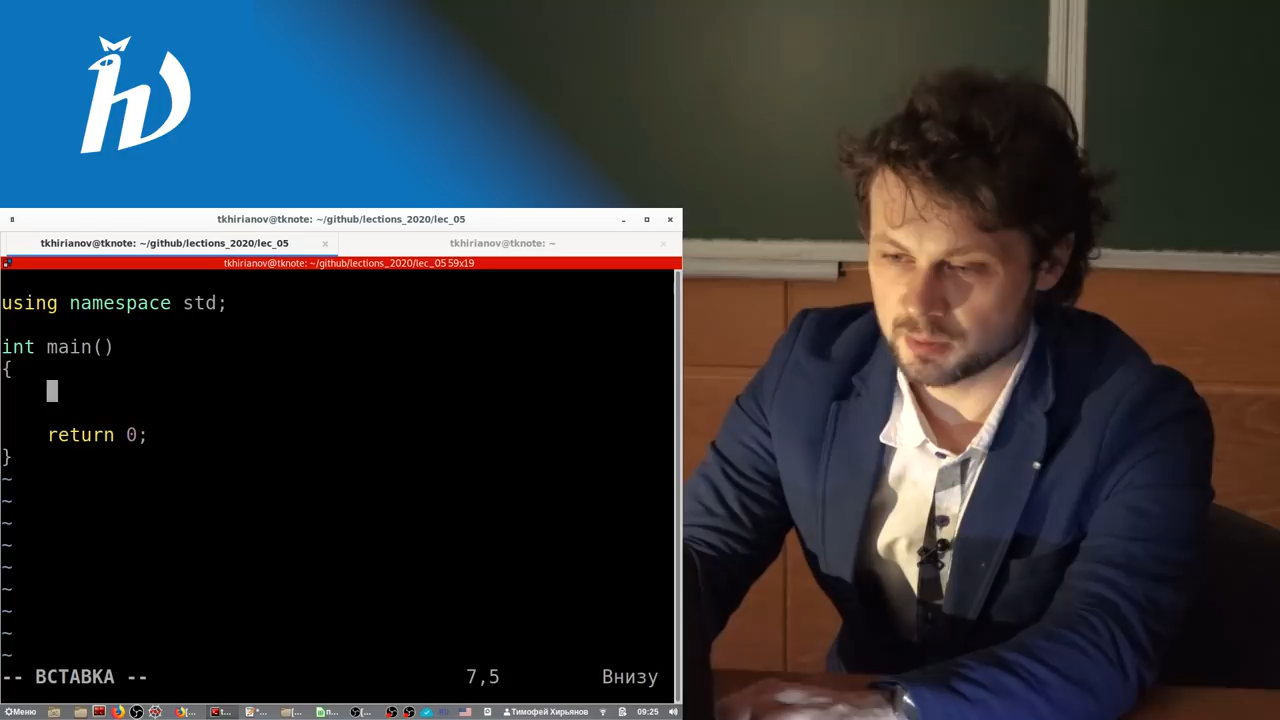 tkhirianov@tknote: ~/github/lections_2020/lec_05
tkhirianov@tknote: ~/github/lections_2020/lec_05
tkhirianov@tknote: ~
tkhirianov@tknote: ~/github/lections_2020/lec_05 59x19
using namespace std;
int main()
{
return 0;
}
~
~
~
~
~
~
~
~
~
-- ВСТАВКА --
7,5
Внизу
Меню
Тимофей Хирьянов
09:25